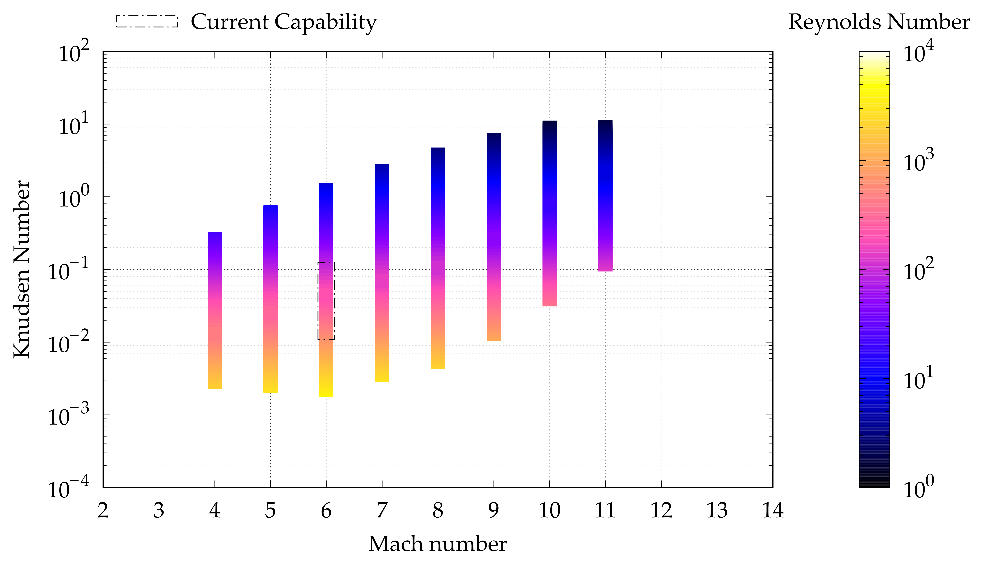 Current Capability
Reynolds Number
Knudsen Number
10^2
10^1
10^0
10^-1
10^-2
10^-3
10^-4
2 3 4 5 6 7 8 9 10 11 12 13 14
Mach number
10^4
10^3
10^2
10^1
10^0